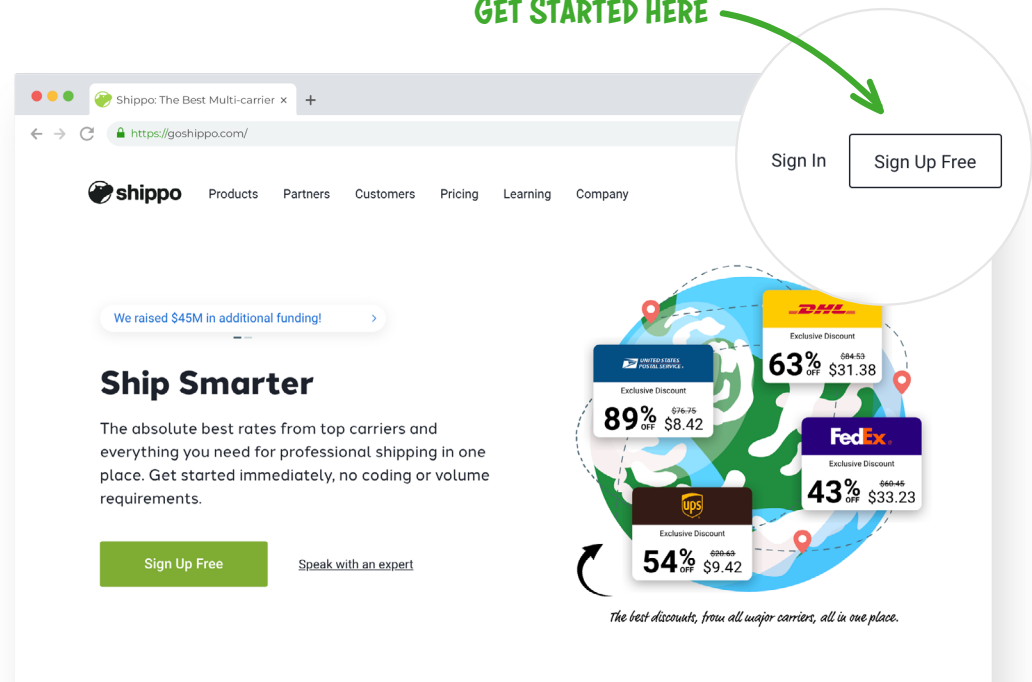 GET STARTED HERE
Shippo: The Best Multi-carrier × +
https://goshippo.com/
Sign In
Sign Up Free
shippo
Products Partners Customers Pricing Learning Company
We raised $45M in additional funding!
Ship Smarter
The absolute best rates from top carriers and
everything you need for professional shipping in one
place. Get started immediately, no coding or volume
requirements.
Sign Up Free
Speak with an expert
DHL
Exclusive Discount
63% OFF $84.53 $31.38
UNITED STATES
POSTAL SERVICE
Exclusive Discount
89% OFF $76.75 $8.42
FedEx
Exclusive Discount
43% OFF $60.45 $33.23
ups
Exclusive Discount
54% OFF $20.63 $9.42
The best discounts, from all major carriers, all in one place.